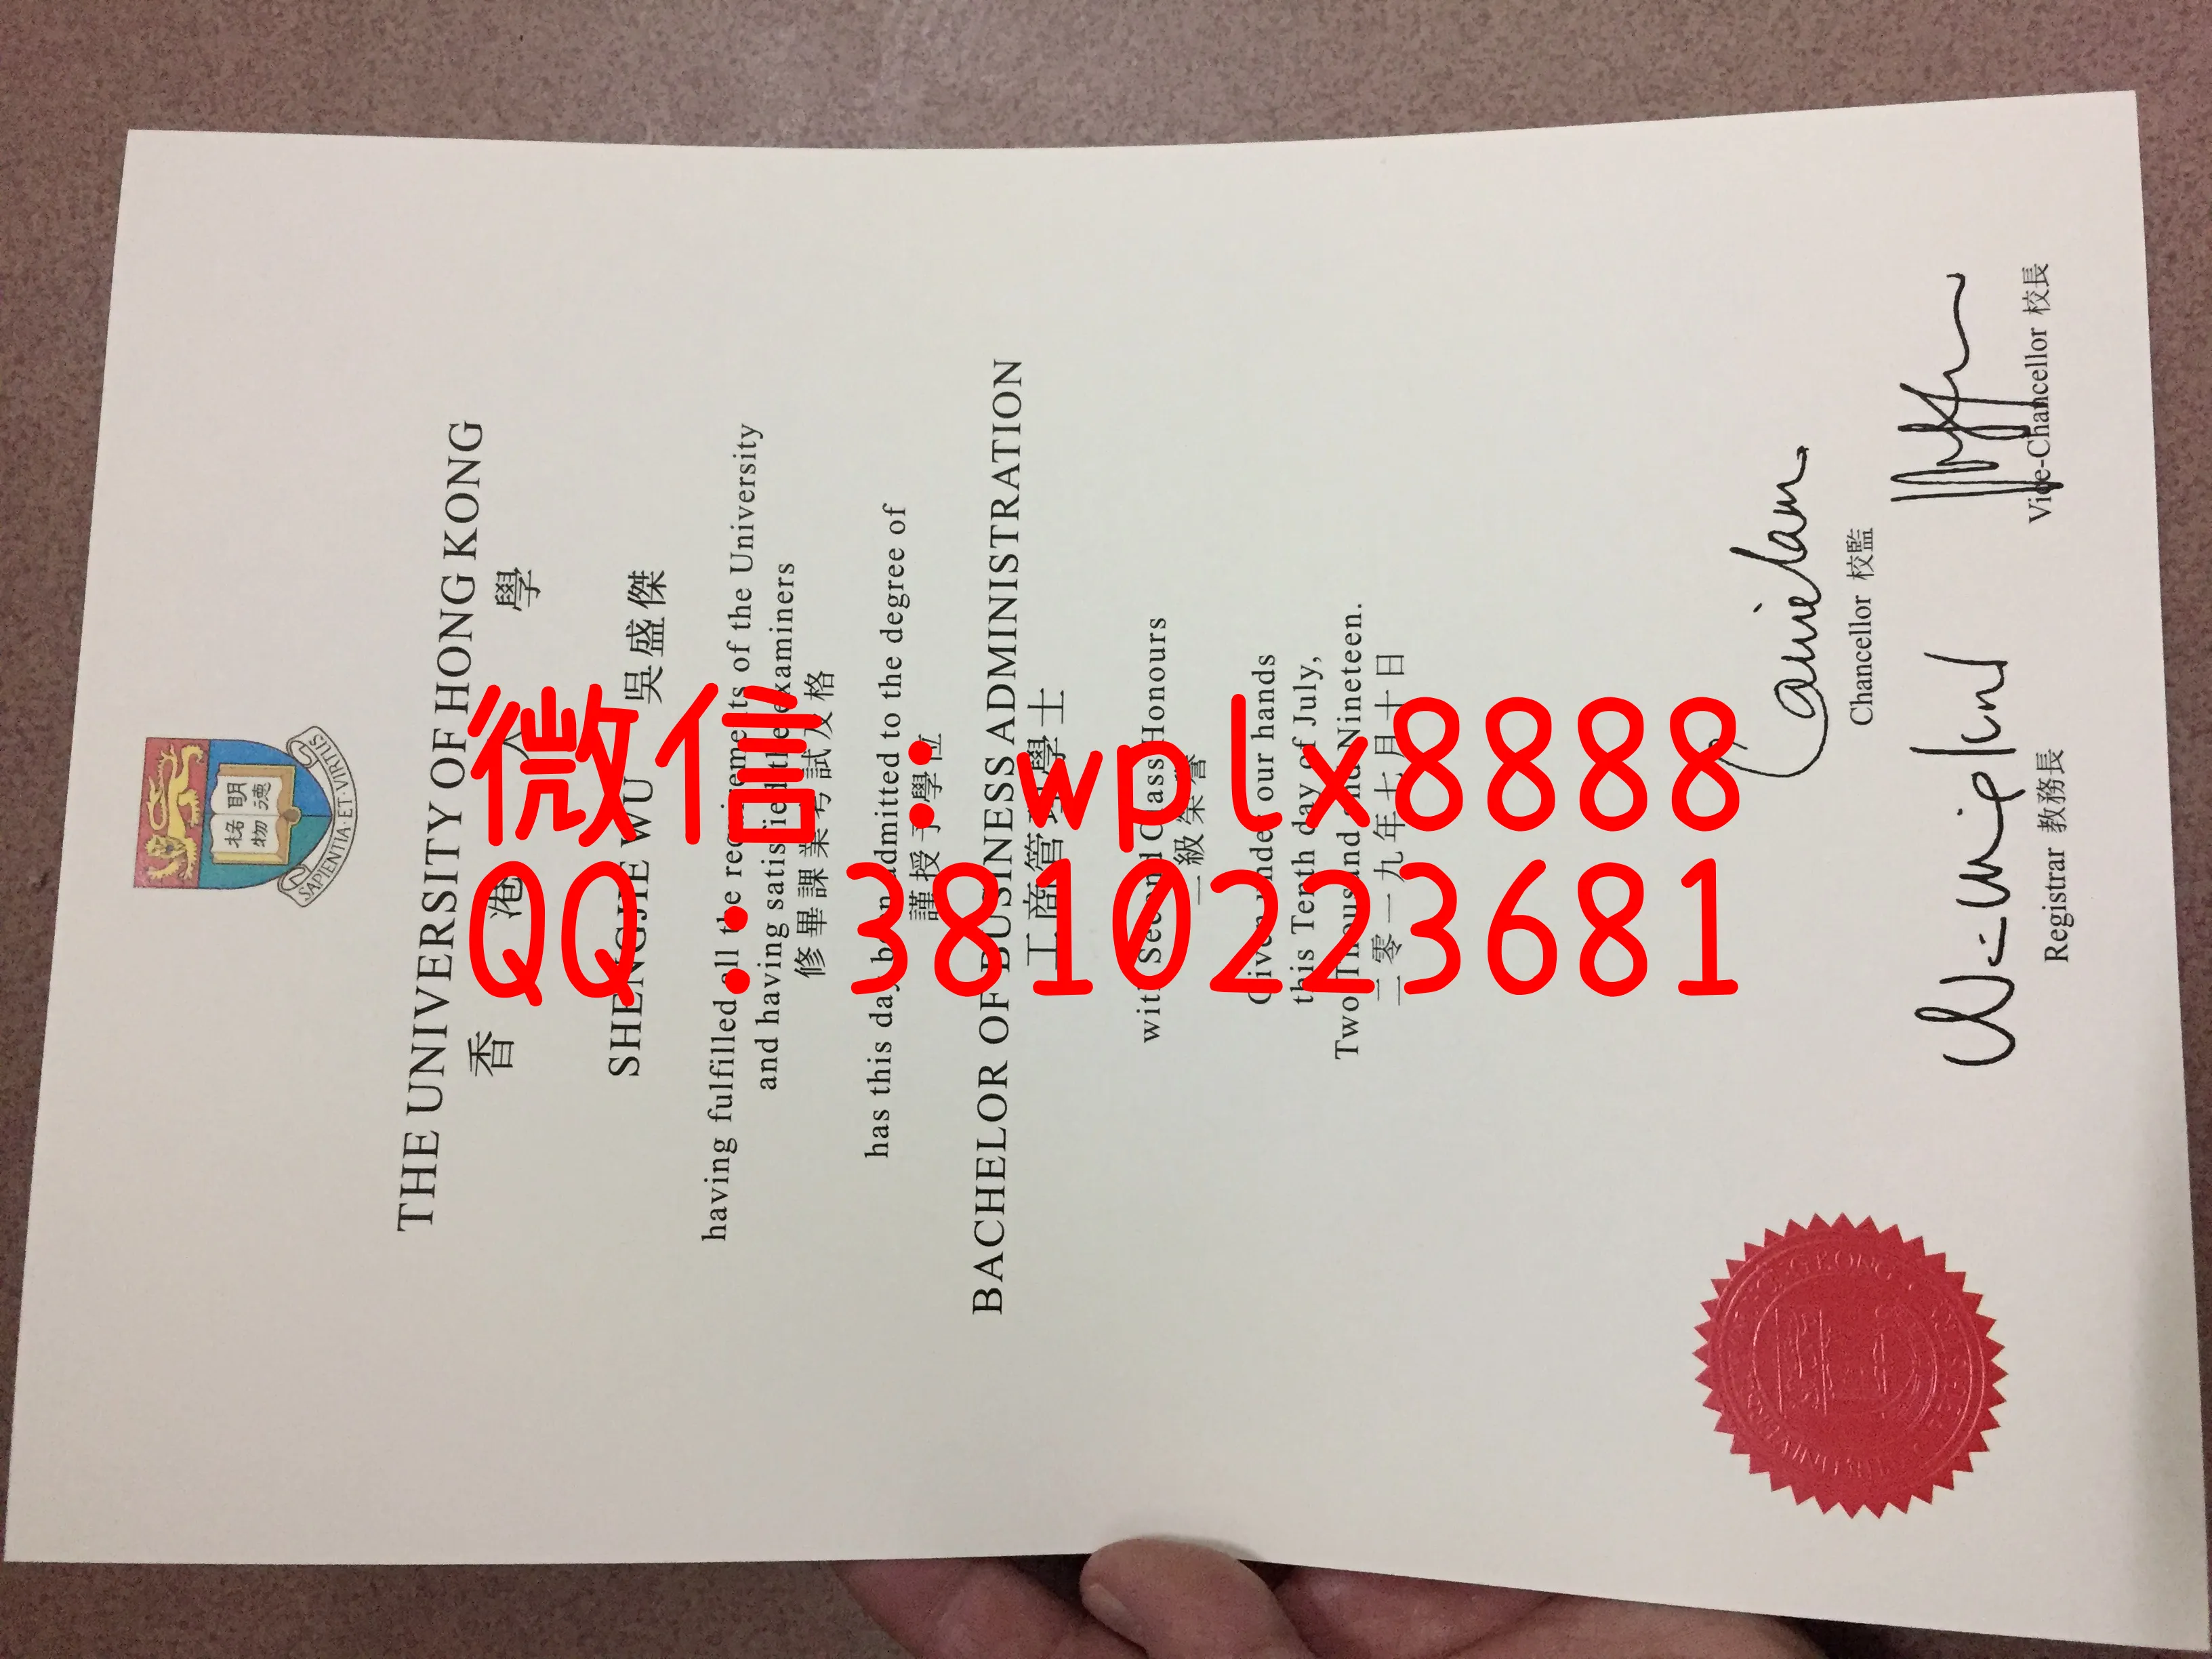 明德
格物
SAPIENTIA·ET·VIRTUS
THE UNIVERSITY OF HONG KONG
香 港 大 學
SHENGJIE WU 吳盛傑
having fulfilled all the requirements of the University
and having satisfied the examiners
修畢課業考試及格
has this day been admitted to the degree of
謹授予學位
BACHELOR OF BUSINESS ADMINISTRATION
工商管理學士
with Second Class Honours
二級榮譽
Given under our hands
this Tenth day of July,
Two Thousand and Nineteen.
二零一九年七月十日
Carrie Lam
Chancellor 校監
Vice-Chancellor 校長
Registrar 教務長
微信:wplx8888
QQ:3810223681